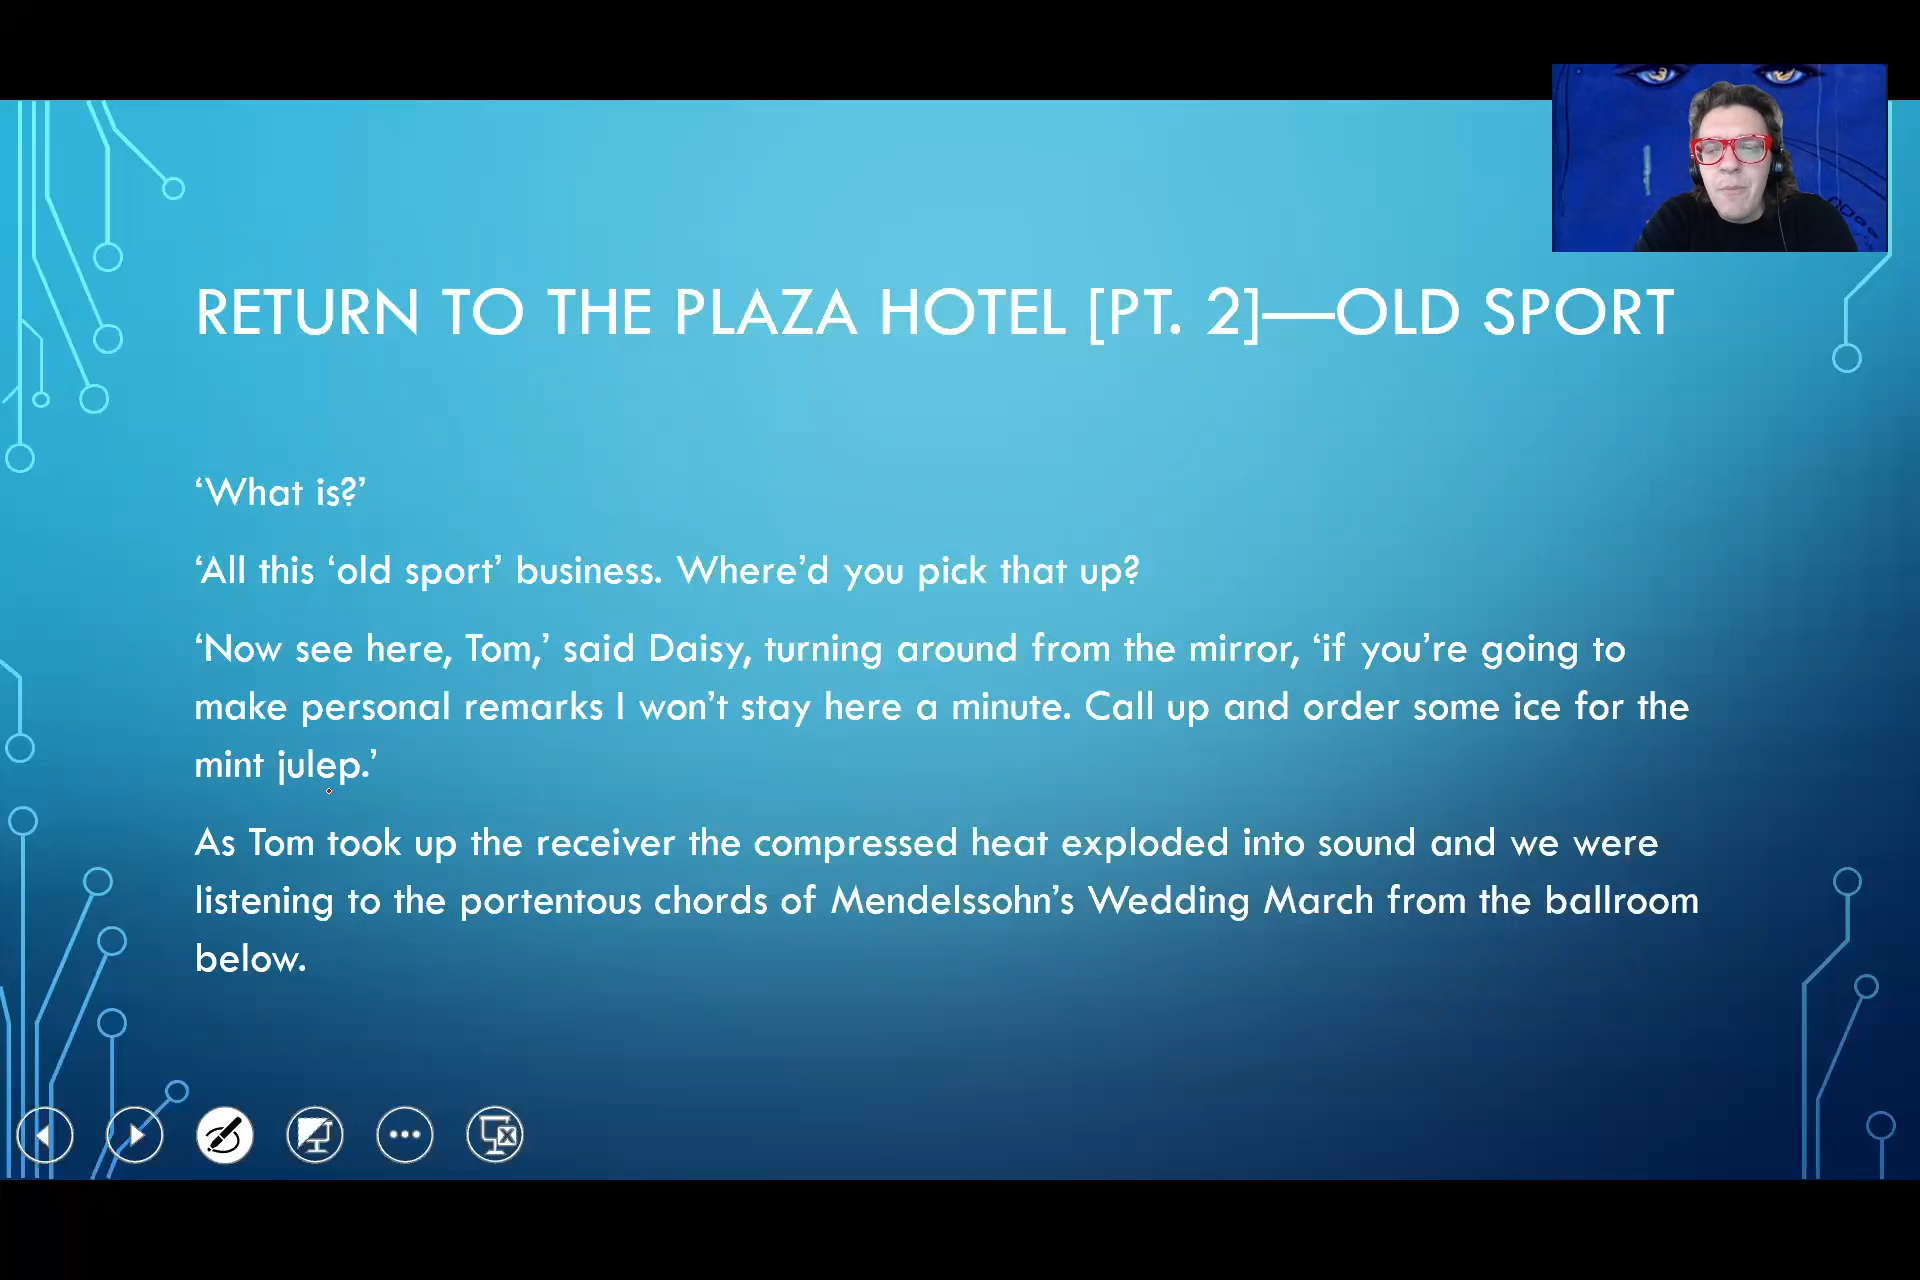 RETURN TO THE PLAZA HOTEL [PT. 2]—OLD SPORT
‘What is?’
‘All this ‘old sport’ business. Where’d you pick that up?
‘Now see here, Tom,’ said Daisy, turning around from the mirror, ‘if you’re going to
make personal remarks I won’t stay here a minute. Call up and order some ice for the
mint julep.’
As Tom took up the receiver the compressed heat exploded into sound and we were
listening to the portentous chords of Mendelssohn’s Wedding March from the ballroom
below.